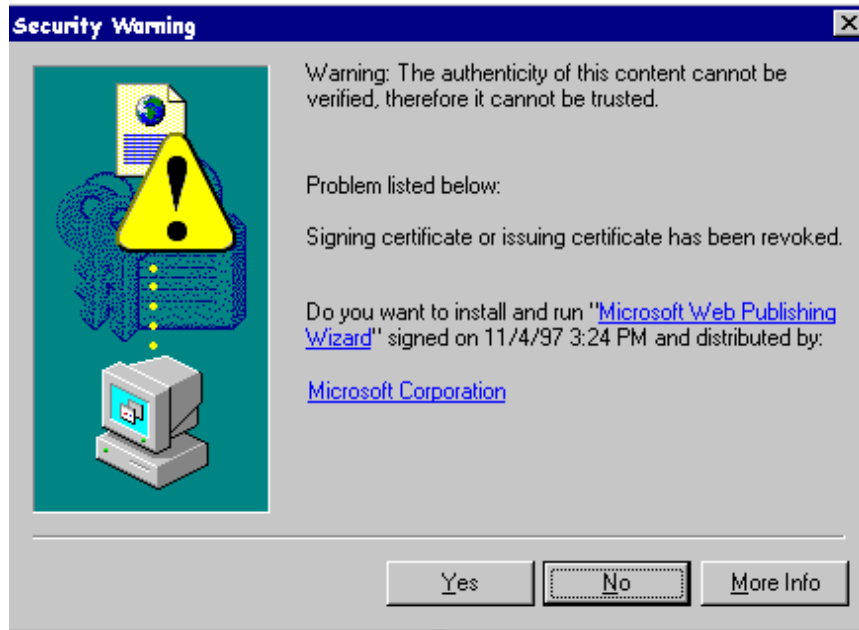 Security Warning
Warning: The authenticity of this content cannot be
verified, therefore it cannot be trusted.
Problem listed below:
Signing certificate or issuing certificate has been revoked.
Do you want to install and run "Microsoft Web Publishing
Wizard" signed on 11/4/97 3:24 PM and distributed by:
Microsoft Corporation
Yes No More Info